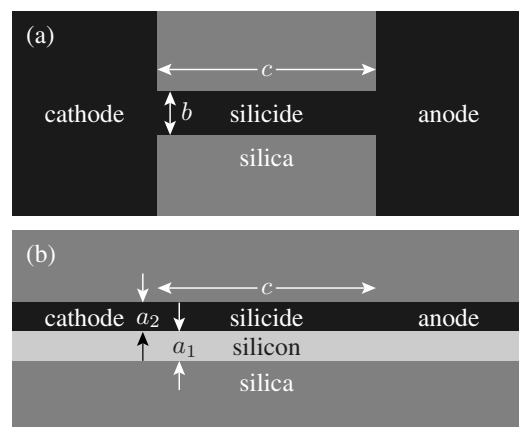 (a)
c
cathode b silicide anode
silica
(b)
c
cathode a₂ silicide anode
a₁ silicon
silica